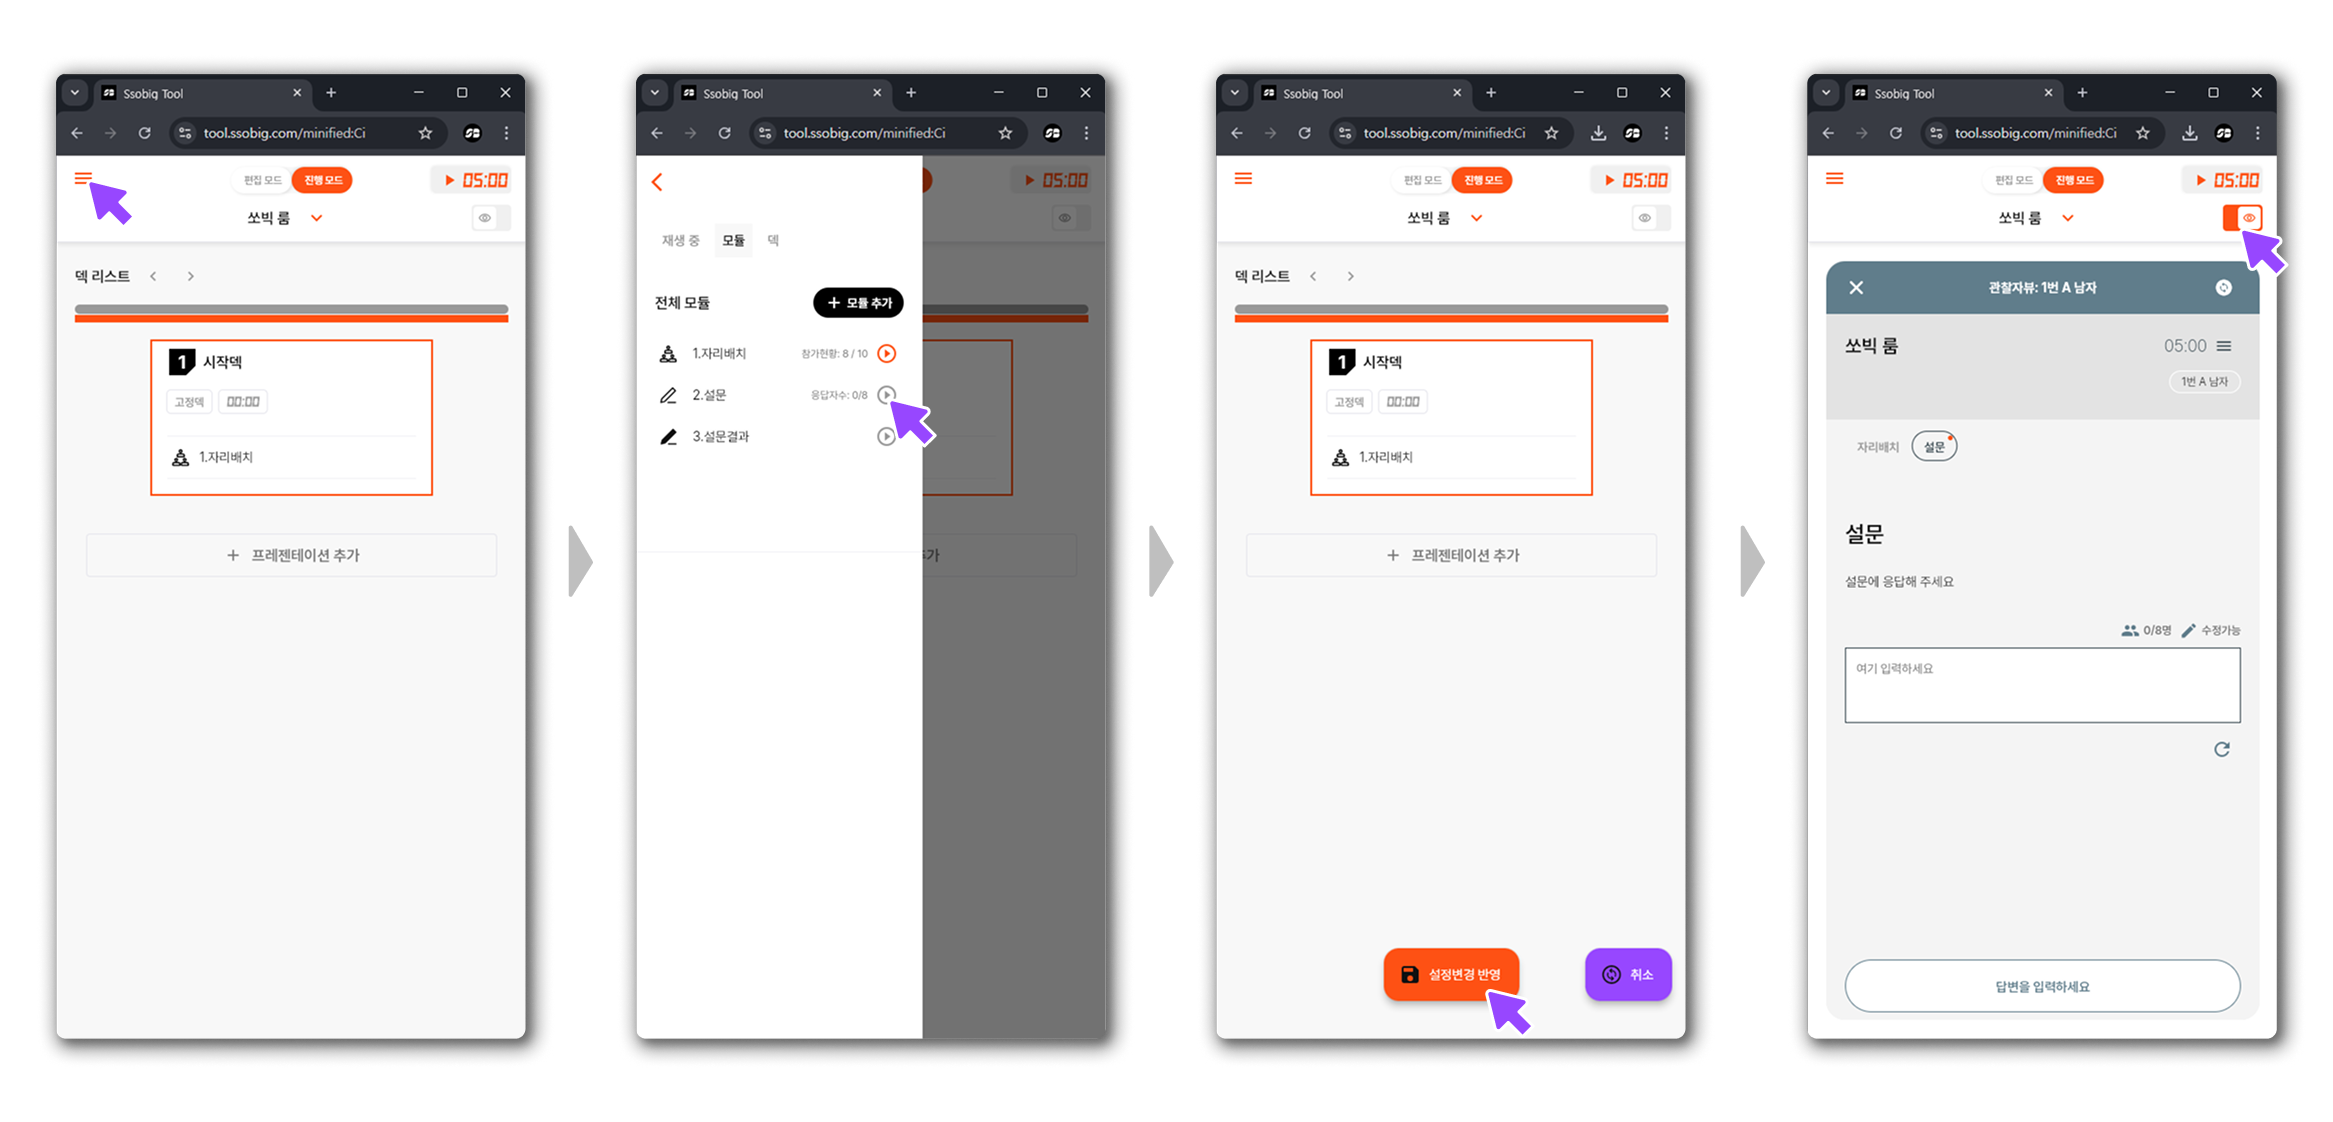 Ssobig Tool
tool.ssobig.com/minified:Ci
편집 모드 진행 모드 05:00
쏘빅 룸
덱 리스트
1 시작덱
고정덱 00:00
1.자리배치
+ 프레젠테이션 추가
Ssobig Tool
tool.ssobig.com/minified:Ci
05:00
재생 중 모듈 덱
전체 모듈 + 모듈 추가
1.자리배치 참가현황: 8 / 10
2.설문 응답자수: 0/8
3.설문결과
추가
Ssobig Tool
tool.ssobig.com/minified:Ci
편집 모드 진행 모드 05:00
쏘빅 룸
덱 리스트
1 시작덱
고정덱 00:00
1.자리배치
+ 프레젠테이션 추가
설정변경 반영 취소
Ssobig Tool
tool.ssobig.com/minified:Ci
편집 모드 진행 모드 05:00
쏘빅 룸
관찰자뷰: 1번 A 남자
쏘빅 룸 05:00
1번 A 남자
자리배치 설문
설문
설문에 응답해 주세요
0/8명 수정가능
여기 입력하세요
답변을 입력하세요